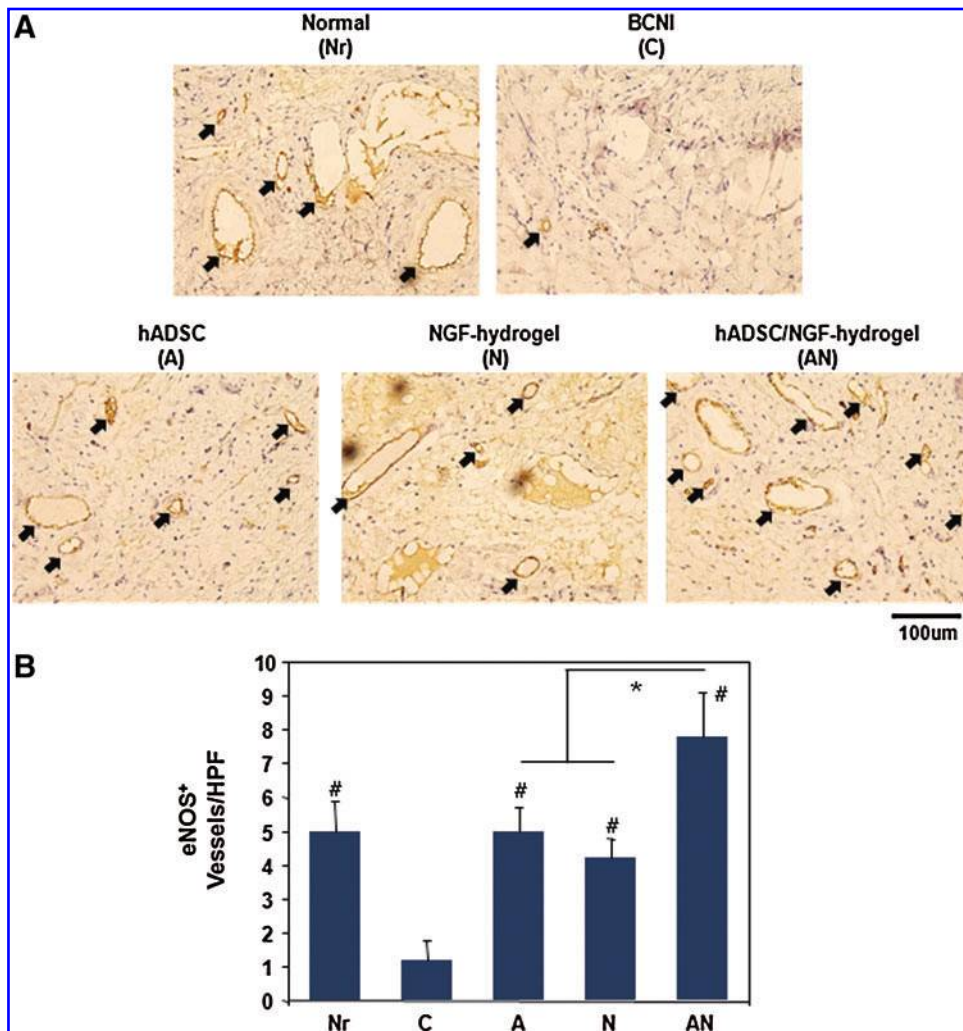 A
Normal
(Nr)
BCNI
(C)
hADSC
(A)
NGF-hydrogel
(N)
hADSC/NGF-hydrogel
(AN)
100um
B
eNOS⁺
Vessels/HPF
10
9
8
7
6
5
4
3
2
1
0
#
#
#
*
#
Nr
C
A
N
AN